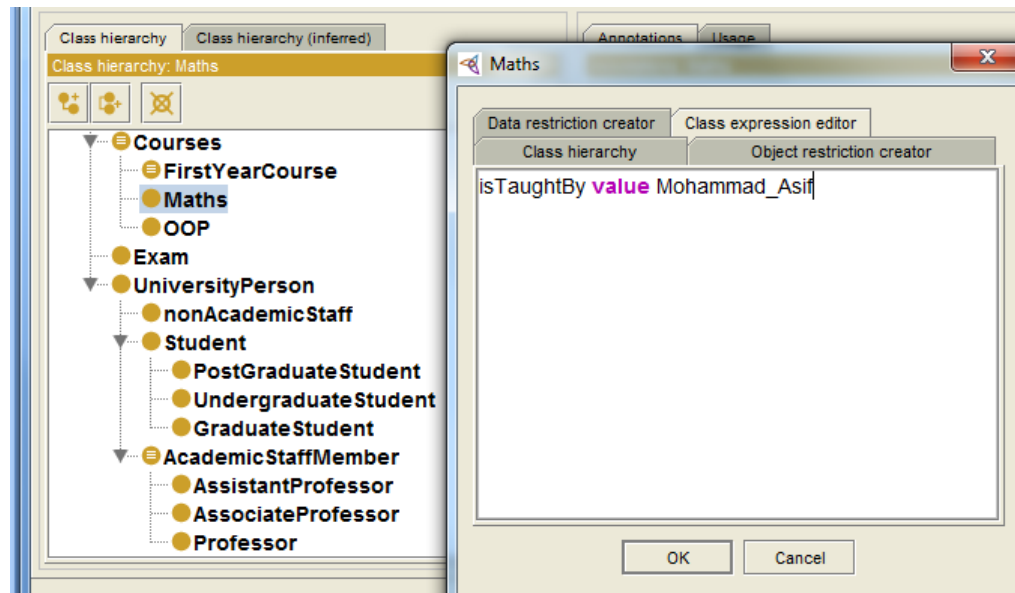 Class hierarchy Class hierarchy (inferred)
Class hierarchy: Maths
Courses
FirstYearCourse
Maths
OOP
Exam
UniversityPerson
nonAcademicStaff
Student
PostGraduateStudent
UndergraduateStudent
GraduateStudent
AcademicStaffMember
AssistantProfessor
AssociateProfessor
Professor
Annotations Usage
Maths
Data restriction creator Class expression editor
Class hierarchy Object restriction creator
isTaughtBy value Mohammad_Asif
OK Cancel